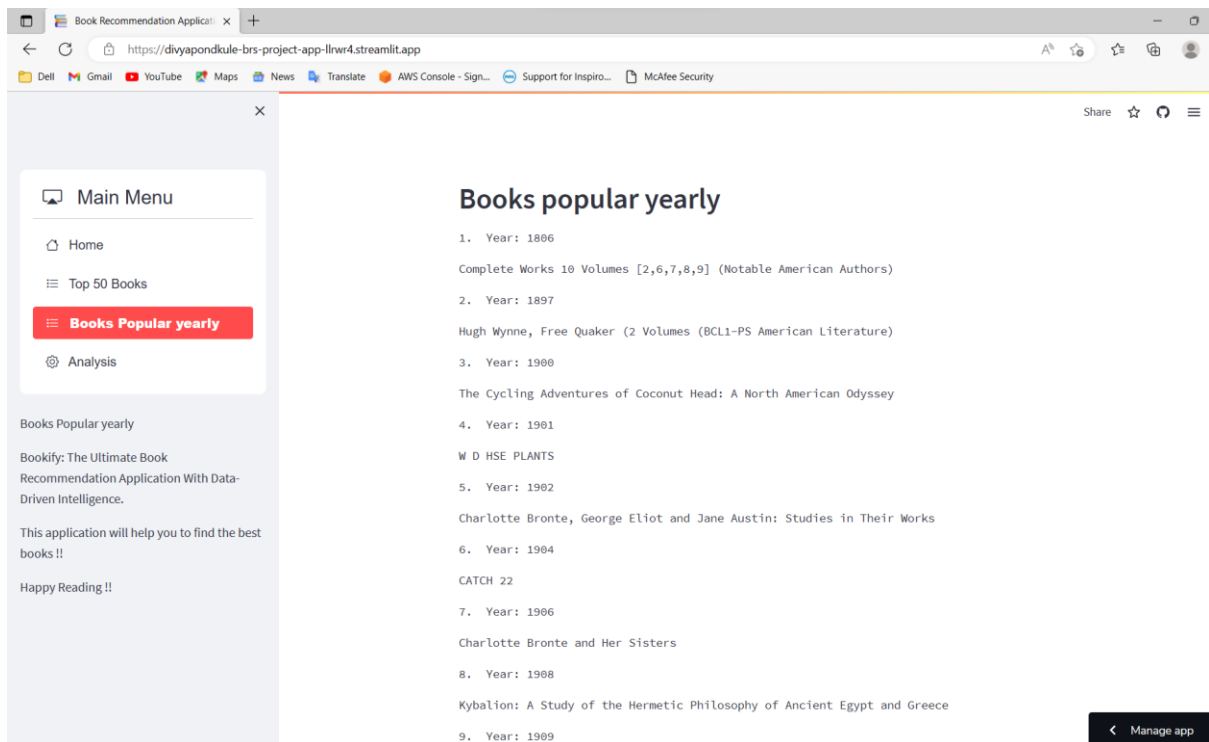 Book Recommendation Applicati
https://divyapondkule-brs-project-app-llrwr4.streamlit.app
Dell
Gmail
YouTube
Maps
News
Translate
AWS Console - Sign...
Support for Inspiro...
McAfee Security
Share
Main Menu
Home
Top 50 Books
Books Popular yearly
Analysis
Books Popular yearly
Bookify: The Ultimate Book
Recommendation Application With Data-
Driven Intelligence.
This application will help you to find the best
books !!
Happy Reading !!
Books popular yearly
1. Year: 1806
Complete Works 10 Volumes [2,6,7,8,9] (Notable American Authors)
2. Year: 1897
Hugh Wynne, Free Quaker (2 Volumes (BCL1-PS American Literature)
3. Year: 1900
The Cycling Adventures of Coconut Head: A North American Odyssey
4. Year: 1901
W D HSE PLANTS
5. Year: 1902
Charlotte Bronte, George Eliot and Jane Austin: Studies in Their Works
6. Year: 1904
CATCH 22
7. Year: 1906
Charlotte Bronte and Her Sisters
8. Year: 1908
Kybalion: A Study of the Hermetic Philosophy of Ancient Egypt and Greece
9. Year: 1909
Manage app